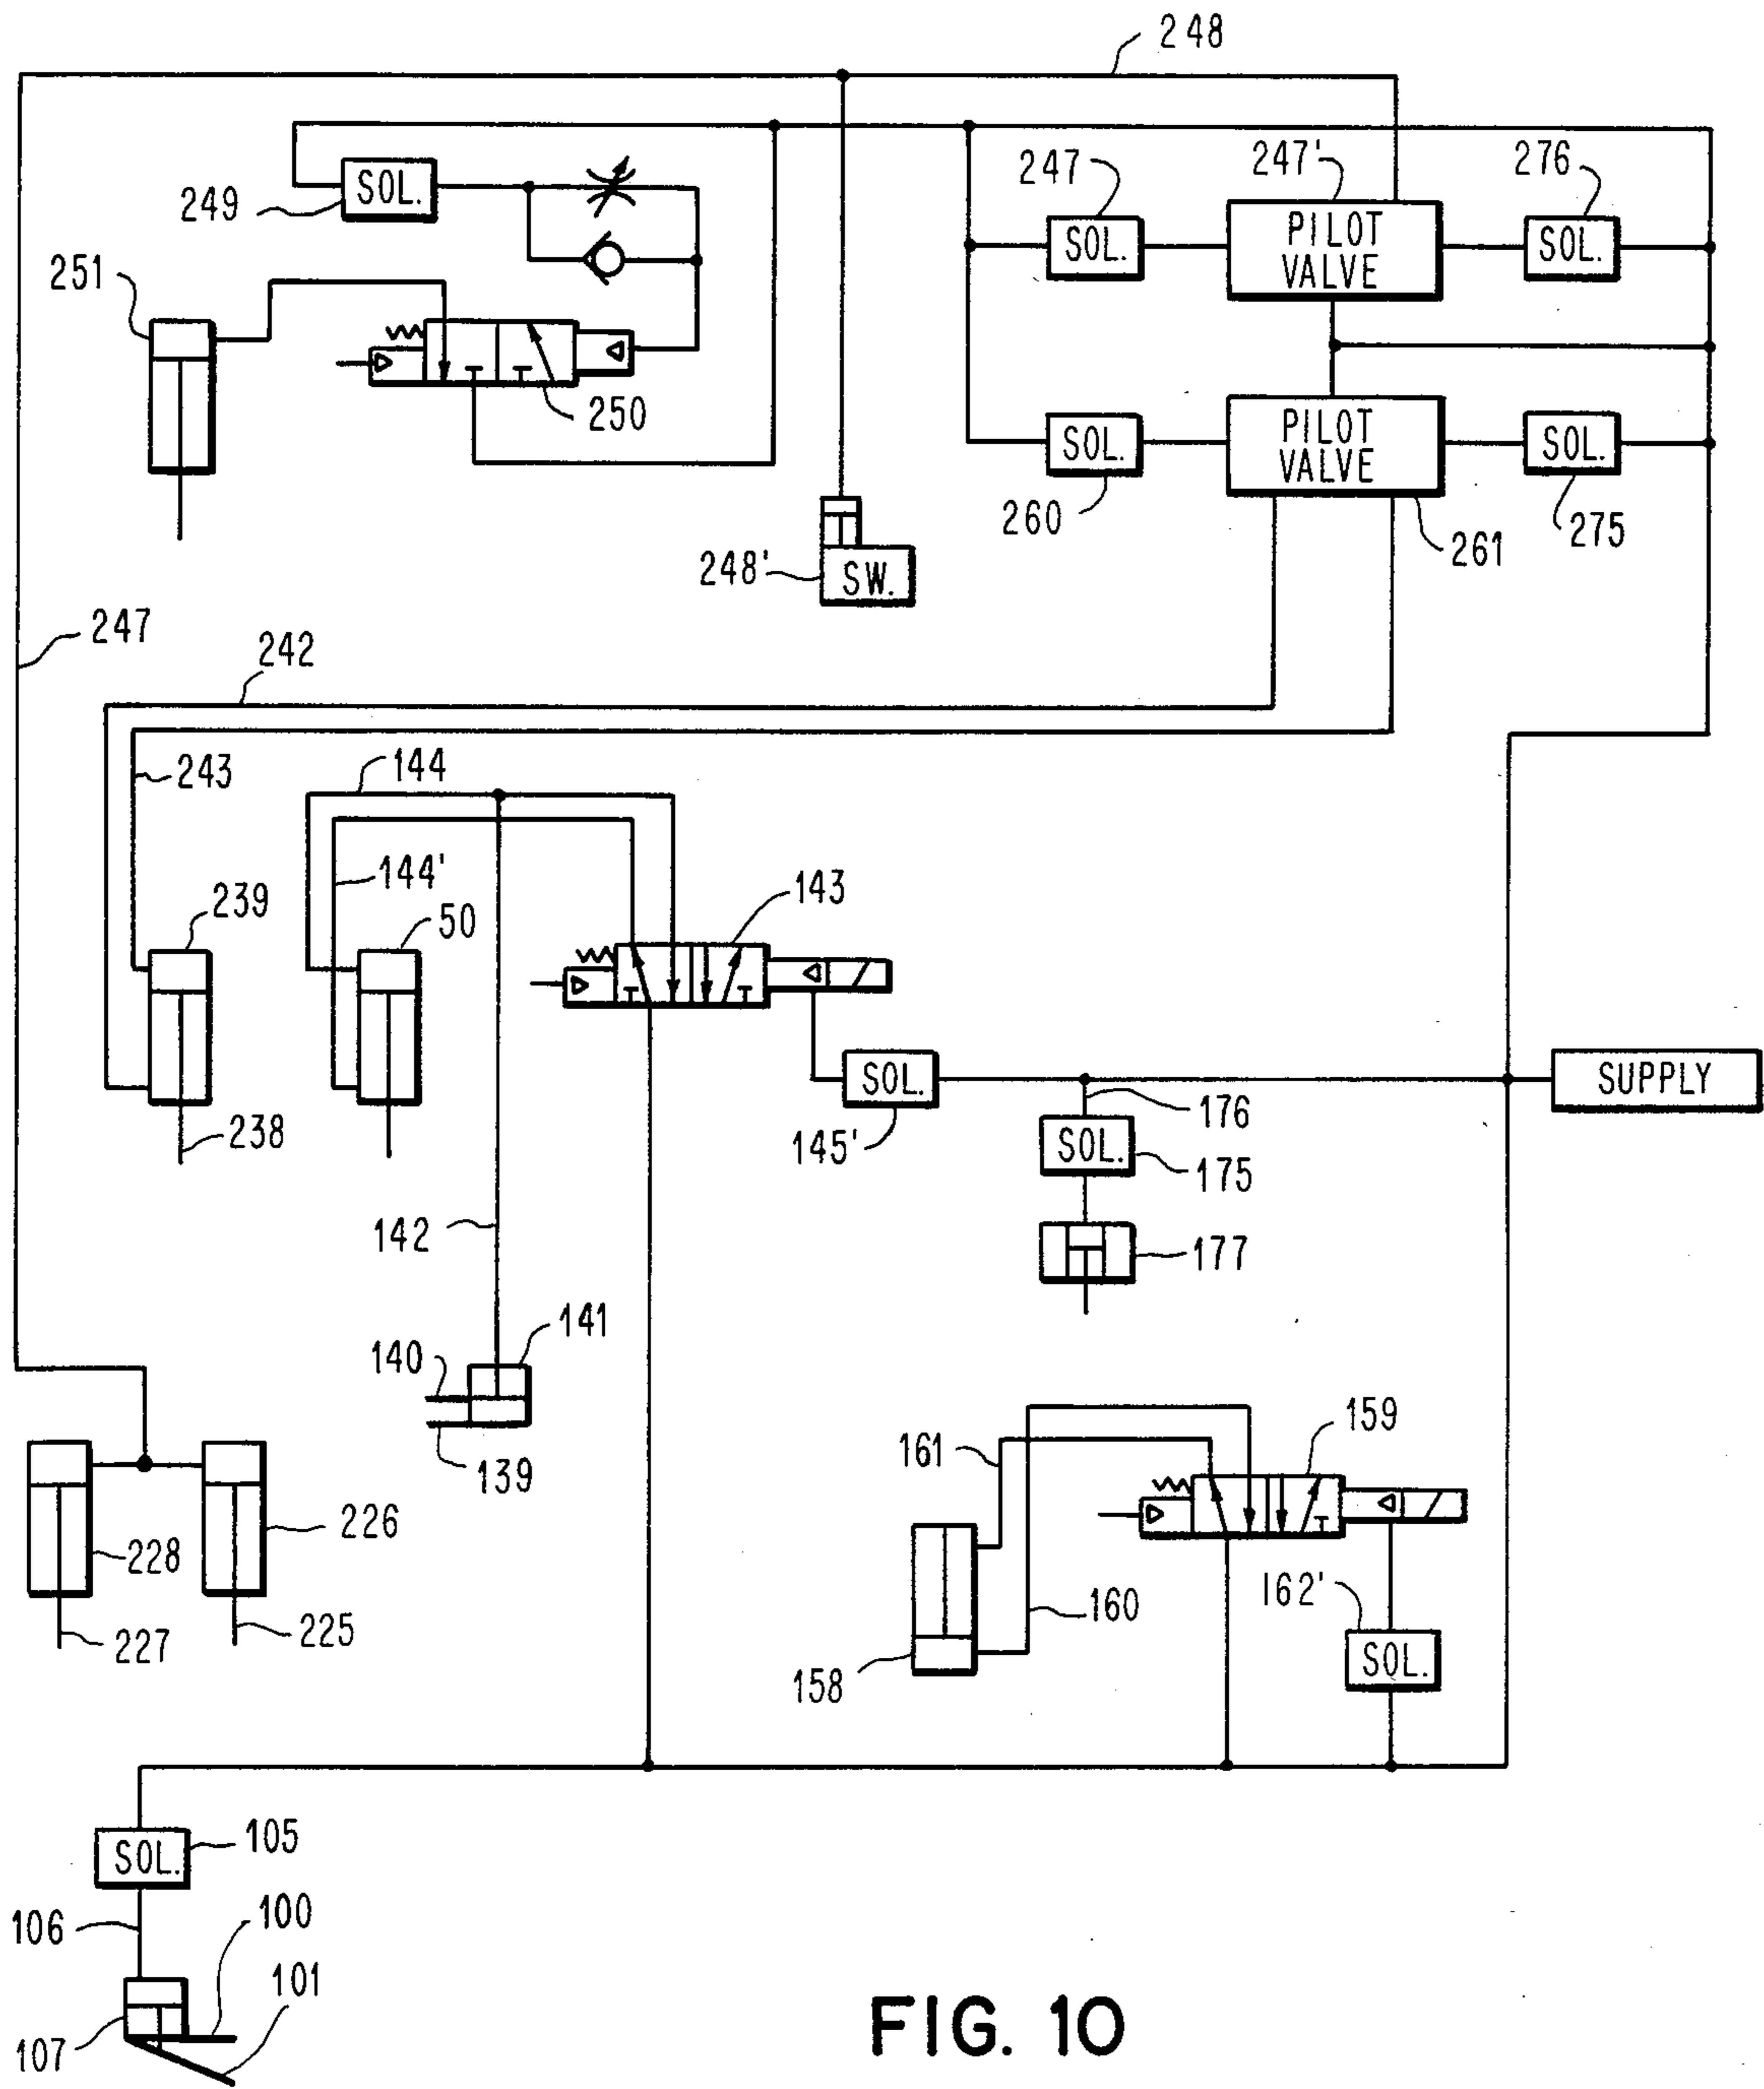 248
247
247'
276
SOL.
249
SOL.
PILOT
VALVE
SOL.
251
250
SOL.
PILOT
VALVE
SOL.
260
261
275
248'
SW.
247
242
243
144
144'
143
239
50
SOL.
SUPPLY
176
145'
SOL.
175
238
142
177
141
140
139
159
161
226
228
160
162'
225
227
158
SOL.
105
SOL.
106
100
101
107
FIG. 10